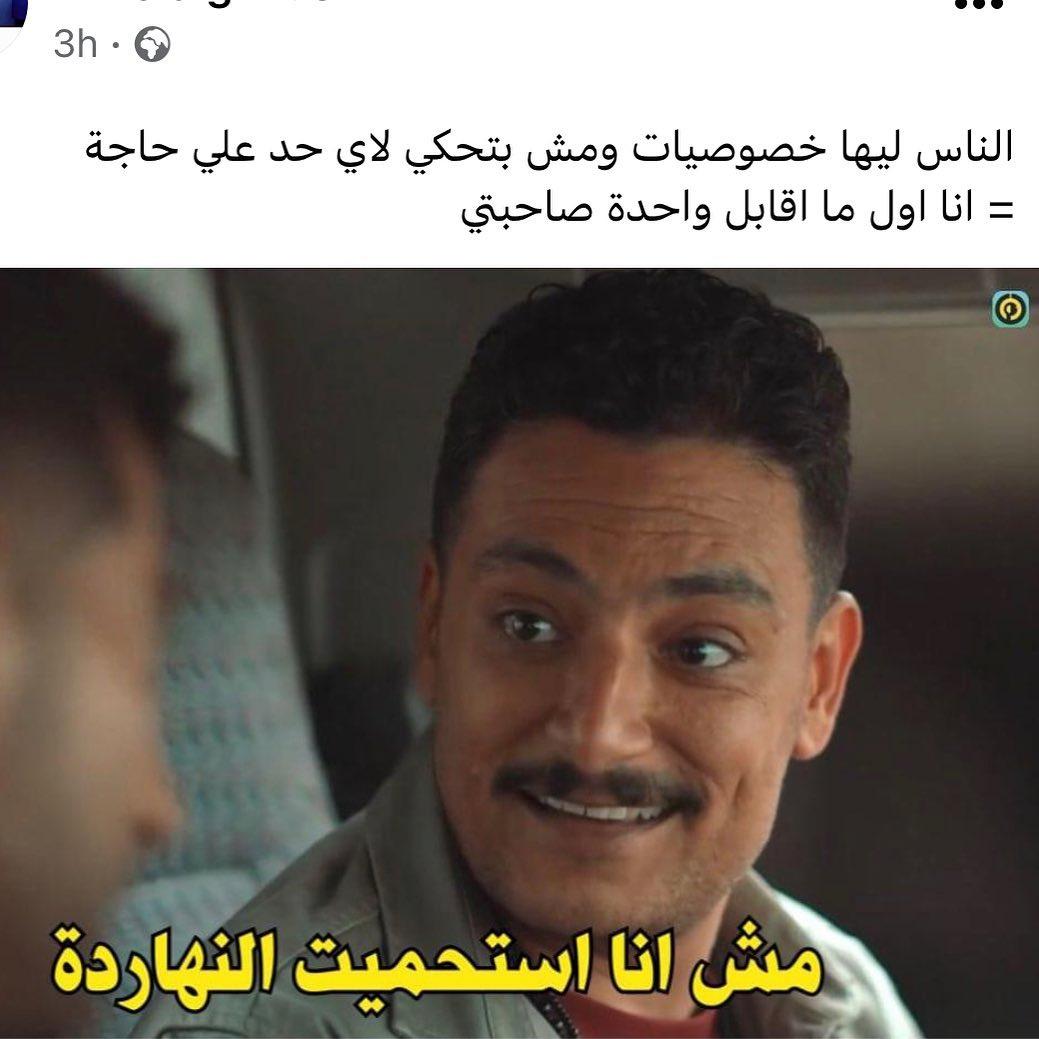 3h
الناس ليها خصوصيات ومش بتحكي لاي حد علي حاجة
= انا اول ما اقابل واحدة صاحبتي
مش انا استحميت النهاردة